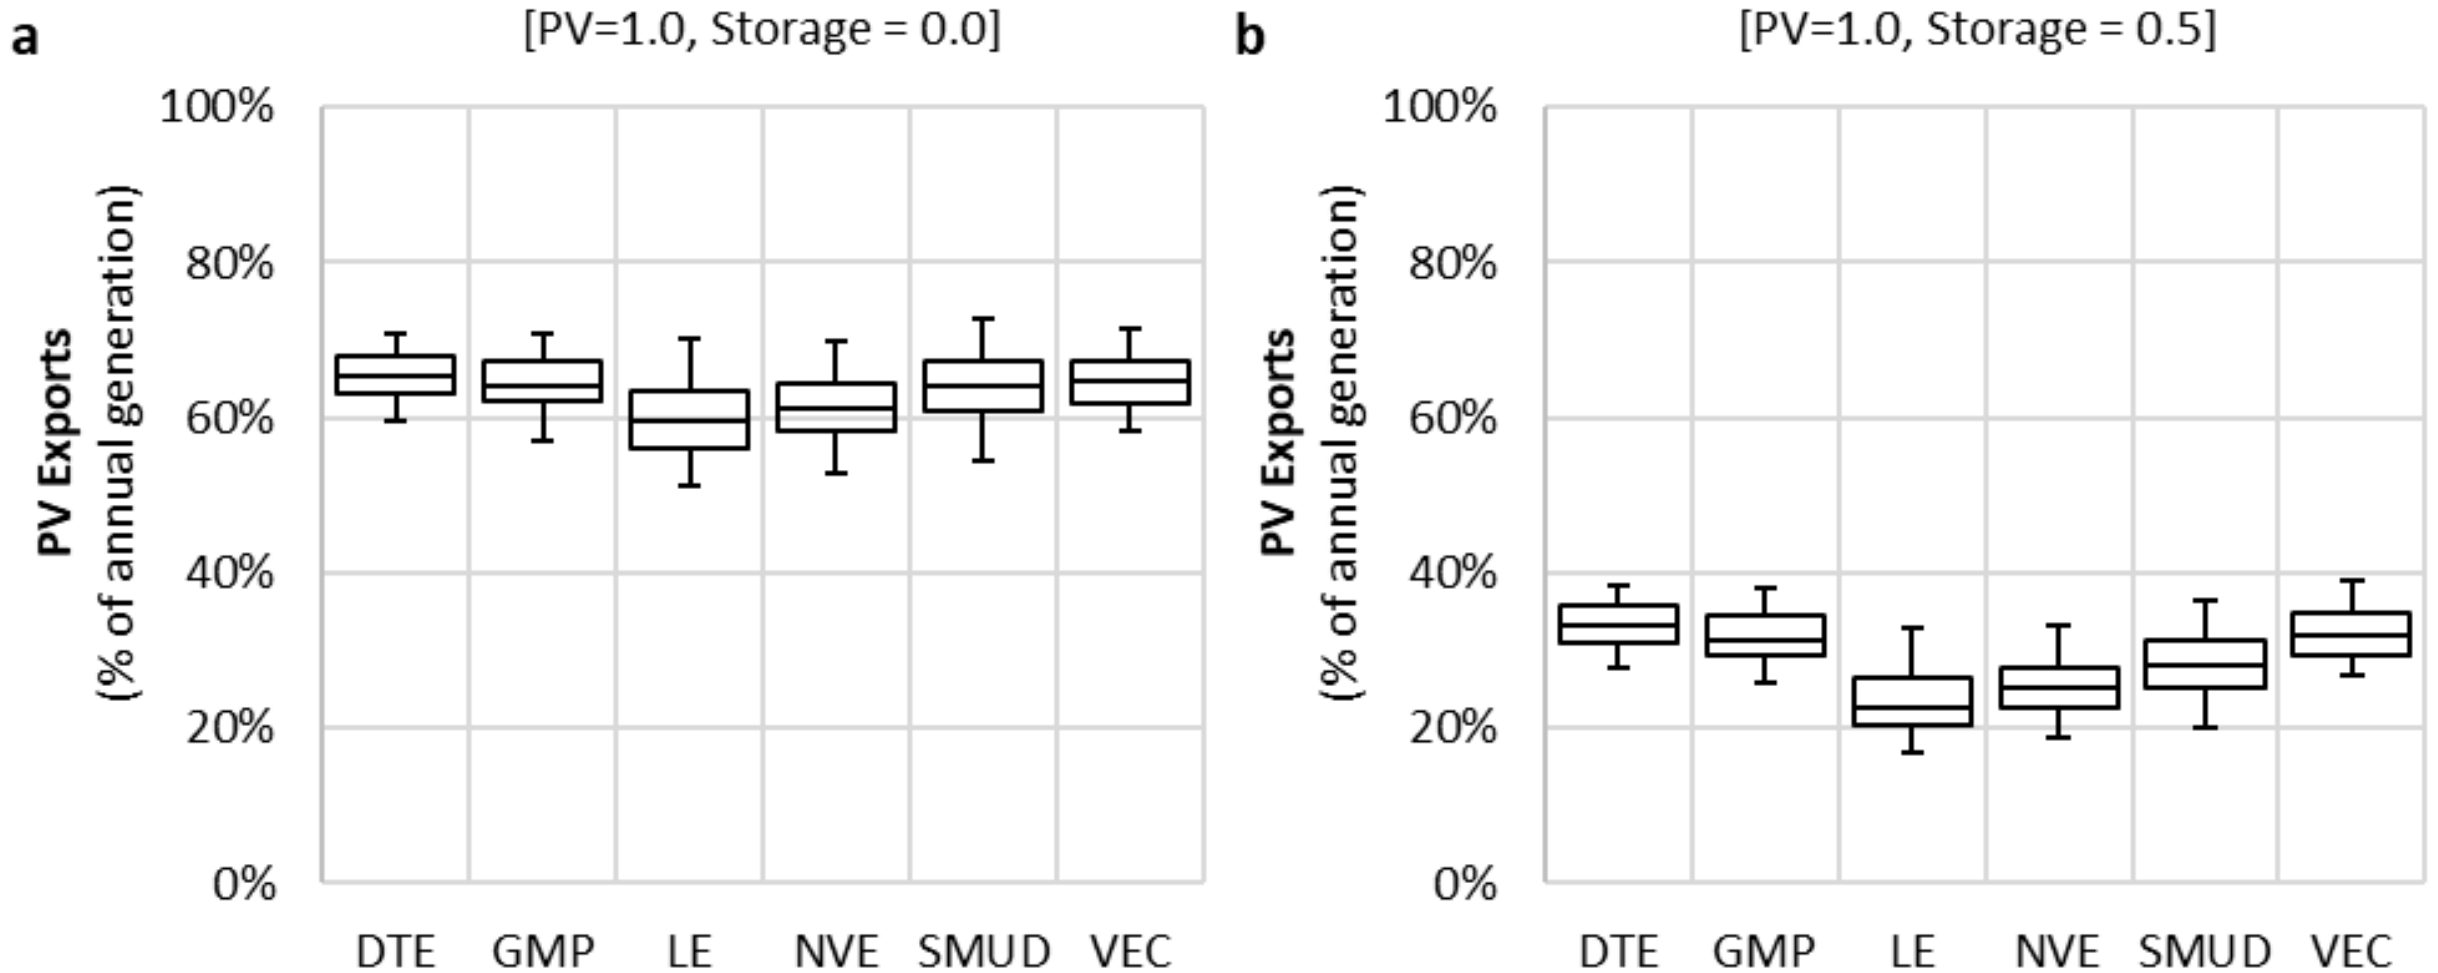 a
[PV=1.0, Storage = 0.0]
PV Exports
(% of annual generation)
100%
80%
60%
40%
20%
0%
DTE GMP LE NVE SMUD VEC
b
[PV=1.0, Storage = 0.5]
PV Exports
(% of annual generation)
100%
80%
60%
40%
20%
0%
DTE GMP LE NVE SMUD VEC